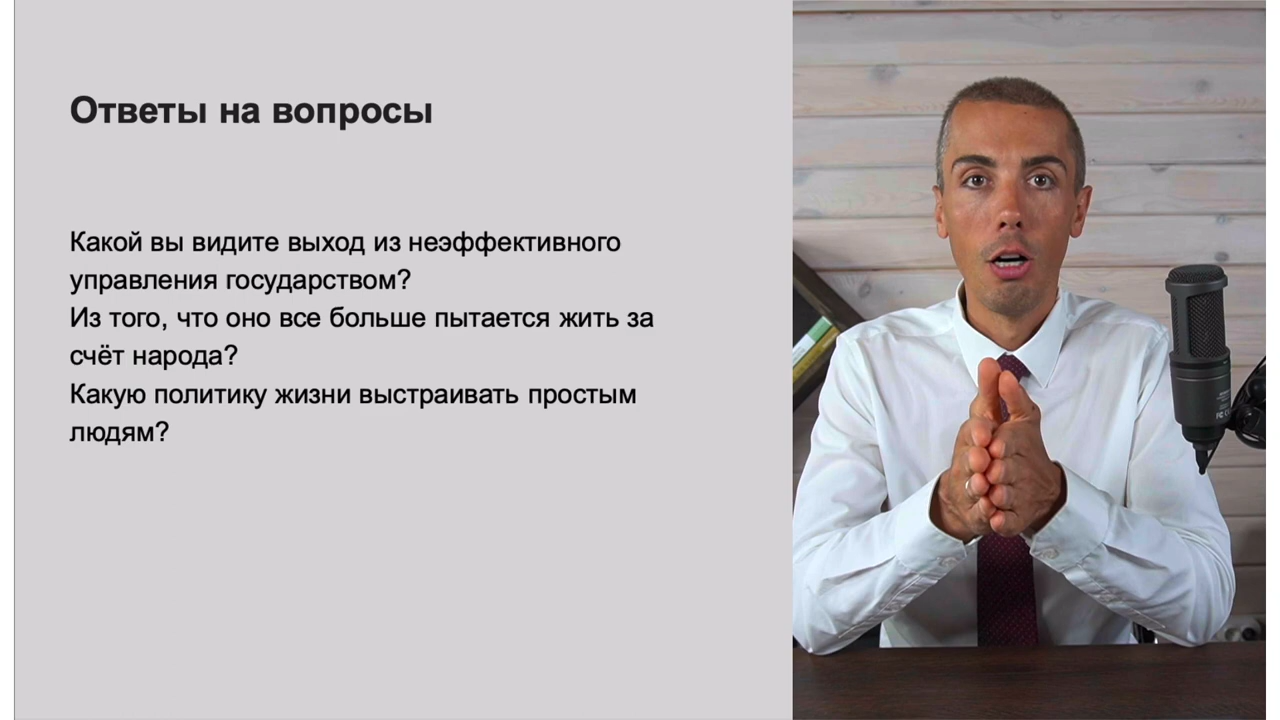 Ответы на вопросы
Какой вы видите выход из неэффективного
управления государством?
Из того, что оно все больше пытается жить за
счёт народа?
Какую политику жизни выстраивать простым
людям?